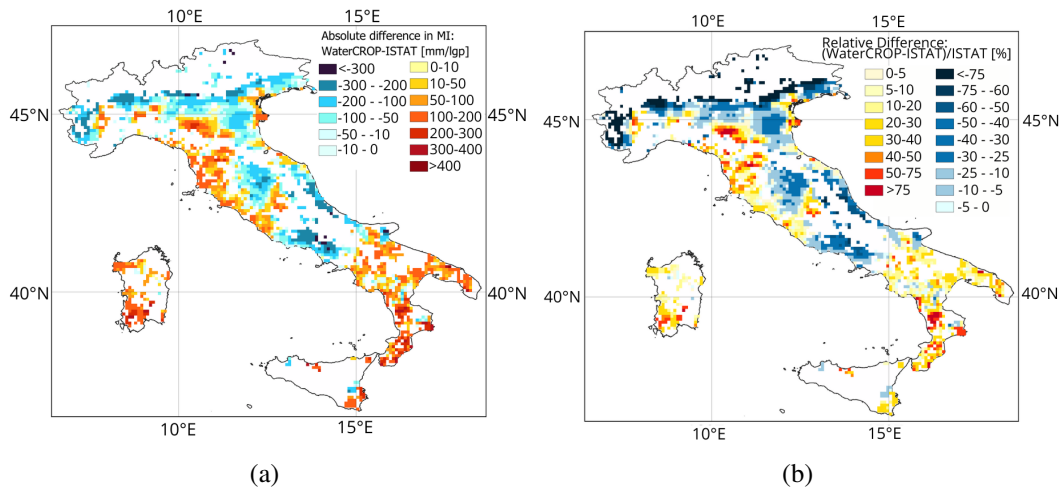 10°E
15°E
Absolute difference in MI:
WaterCROP-ISTAT [mm/lgp]
<-300
-300 - -200
-200 - -100
-100 - -50
-50 - -10
-10 - 0
0-10
10-50
50-100
100-200
200-300
300-400
>400
45°N
40°N
10°E
15°E
(a)
10°E
15°E
Relative Difference:
(WaterCROP-ISTAT)/ISTAT [%]
0-5
5-10
10-20
20-30
30-40
40-50
50-75
>75
<-75
-75 - -60
-60 - -50
-50 - -40
-40 - -30
-30 - -25
-25 - -10
-10 - -5
-5 - 0
45°N
45°N
40°N
40°N
10°E
15°E
(b)